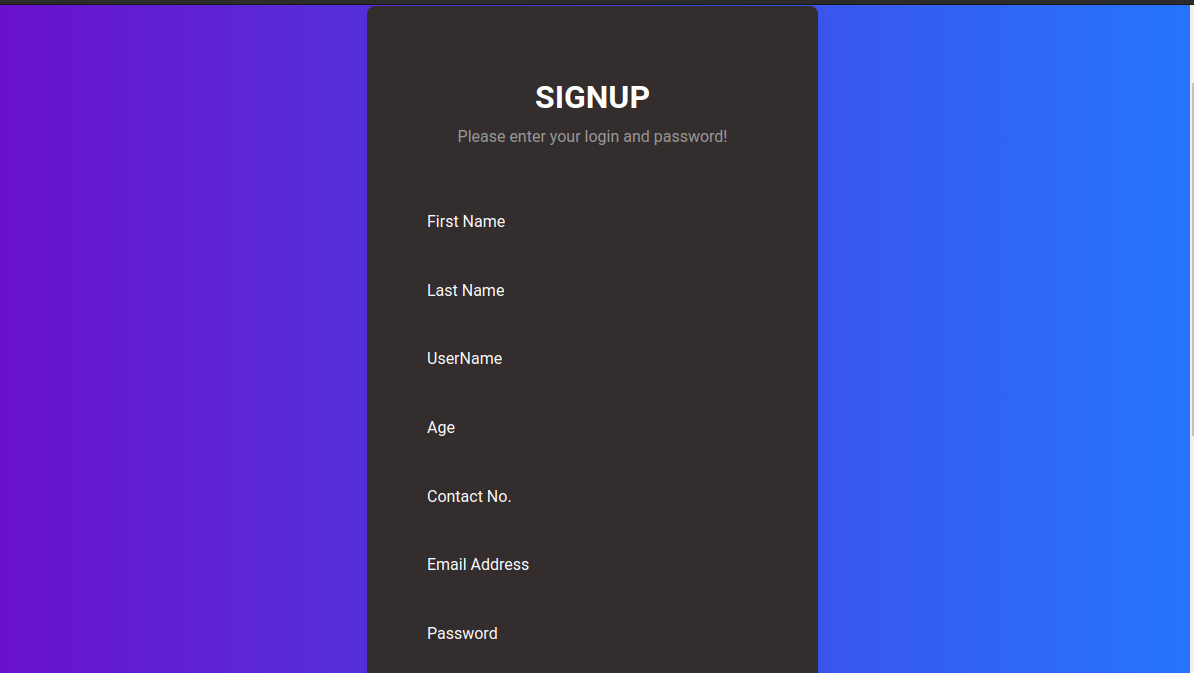 SIGNUP
Please enter your login and password!
First Name
Last Name
UserName
Age
Contact No.
Email Address
Password